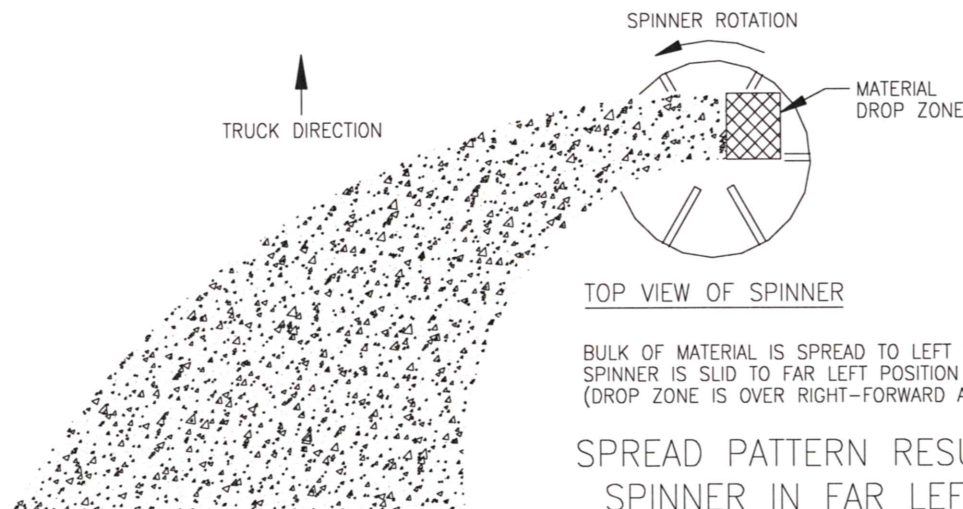 SPINNER ROTATION
TRUCK DIRECTION
MATERIAL
DROP ZONE
TOP VIEW OF SPINNER
BULK OF MATERIAL IS SPREAD TO LEFT
SPINNER IS SLID TO FAR LEFT POSITION
(DROP ZONE IS OVER RIGHT-FORWARD A
SPREAD PATTERN RESU
SPINNER IN FAR LEF